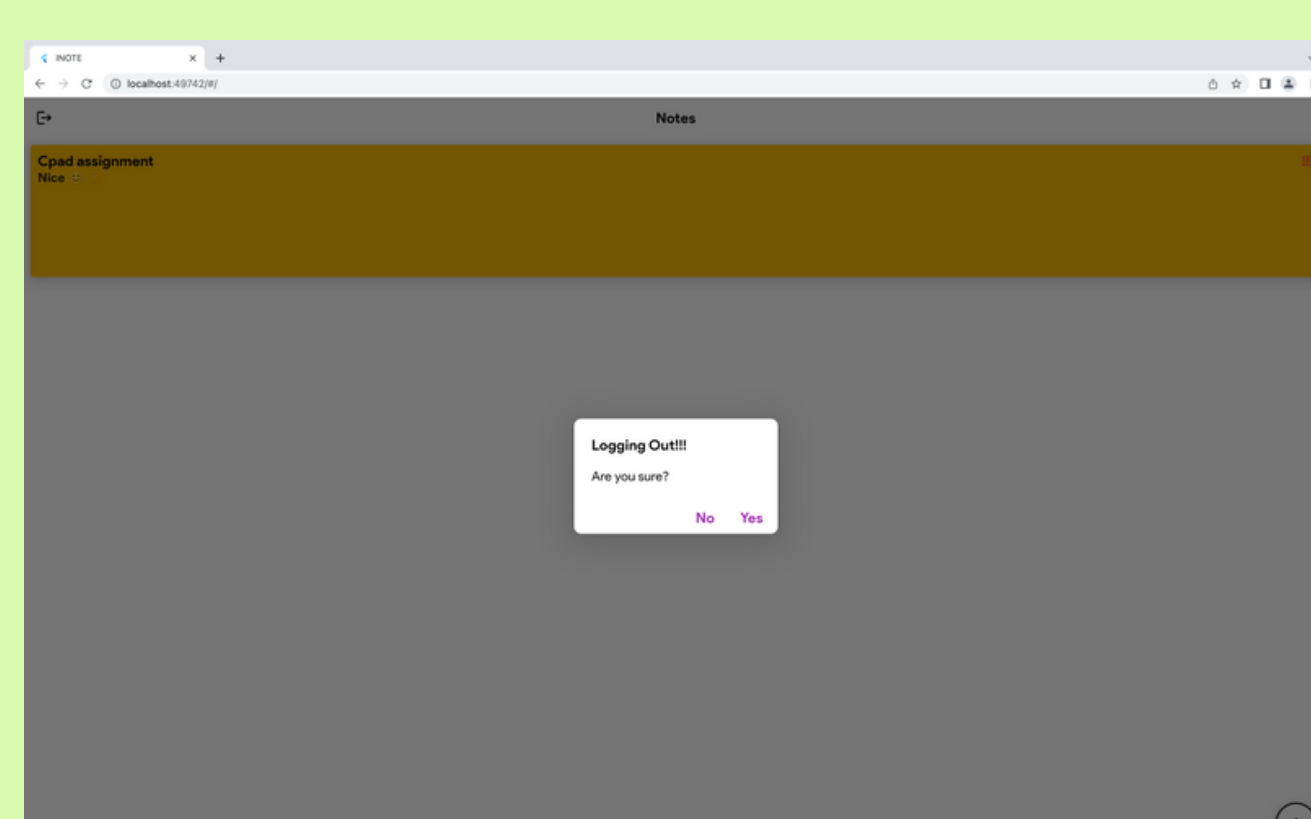 INOTE
localhost:49742/#/
Notes
Cpad assignment
!!!
Nice
Logging Out!!!
Are you sure?
No Yes